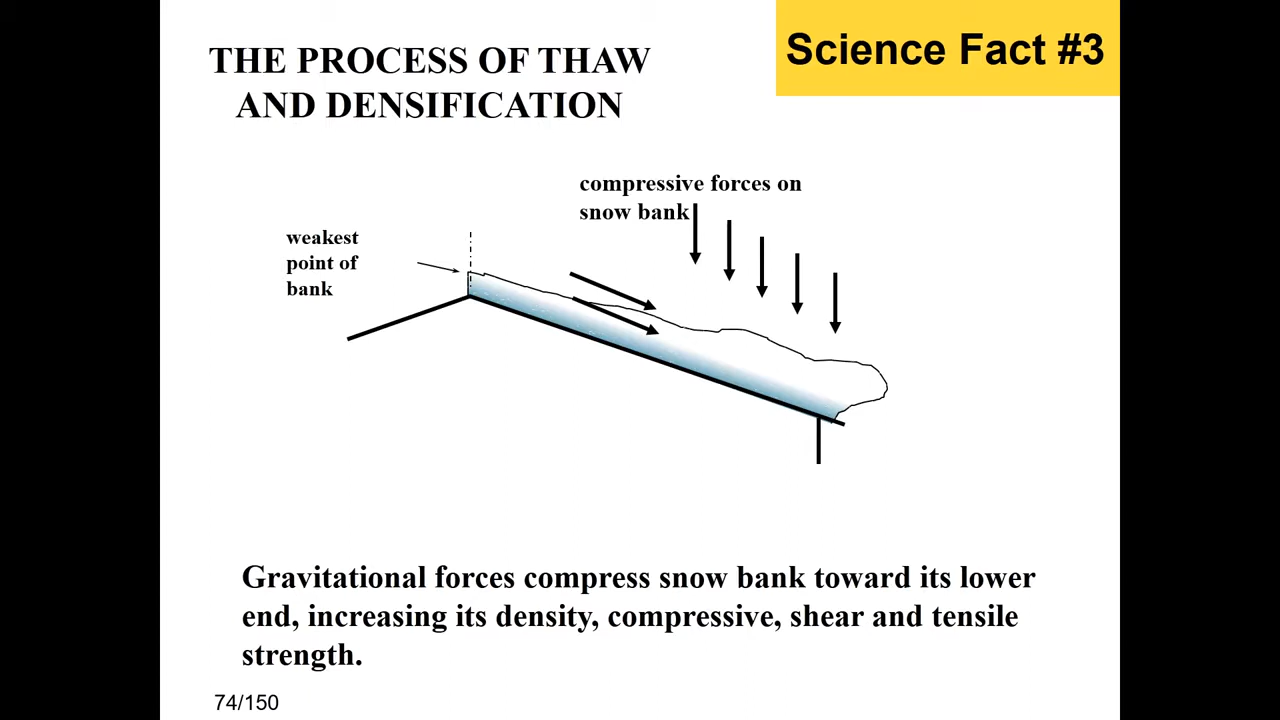 THE PROCESS OF THAW
AND DENSIFICATION
Science Fact #3
compressive forces on
snow bank
weakest
point of
bank
Gravitational forces compress snow bank toward its lower
end, increasing its density, compressive, shear and tensile
strength.
74/150